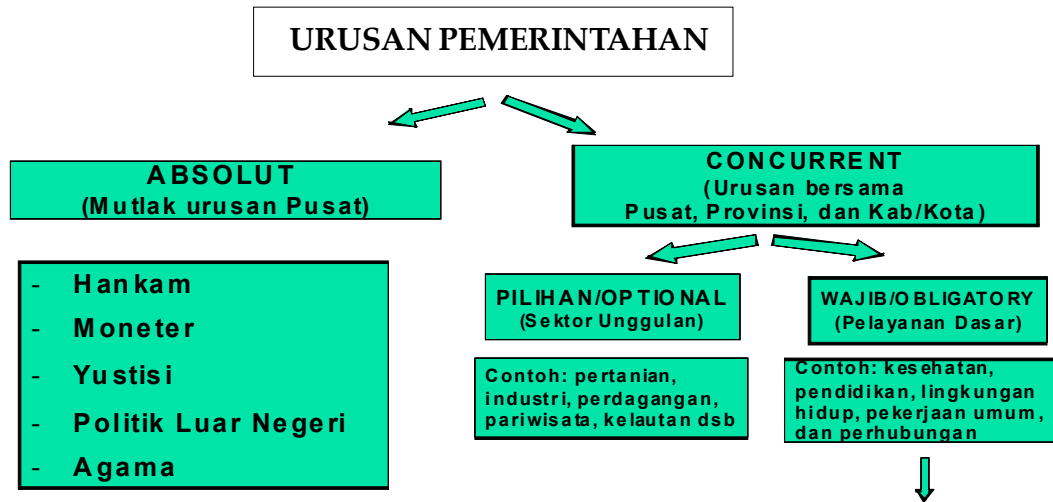 URUSAN PEMERINTAHAN
ABSOLUT
(Mutlak urusan Pusat)
CONCURRENT
(Urusan bersama
Pusat, Provinsi, dan Kab/Kota)
- Hankam
- Moneter
- Yustisi
- Politik Luar Negeri
- Agama
PILIHAN/OPTIONAL
(Sektor Unggulan)
WAJIB/OBLIGATORY
(Pelayanan Dasar)
Contoh: pertanian,
industri, perdagangan,
pariwisata, kelautan dsb
Contoh: kesehatan,
pendidikan, lingkungan
hidup, pekerjaan umum,
dan perhubungan